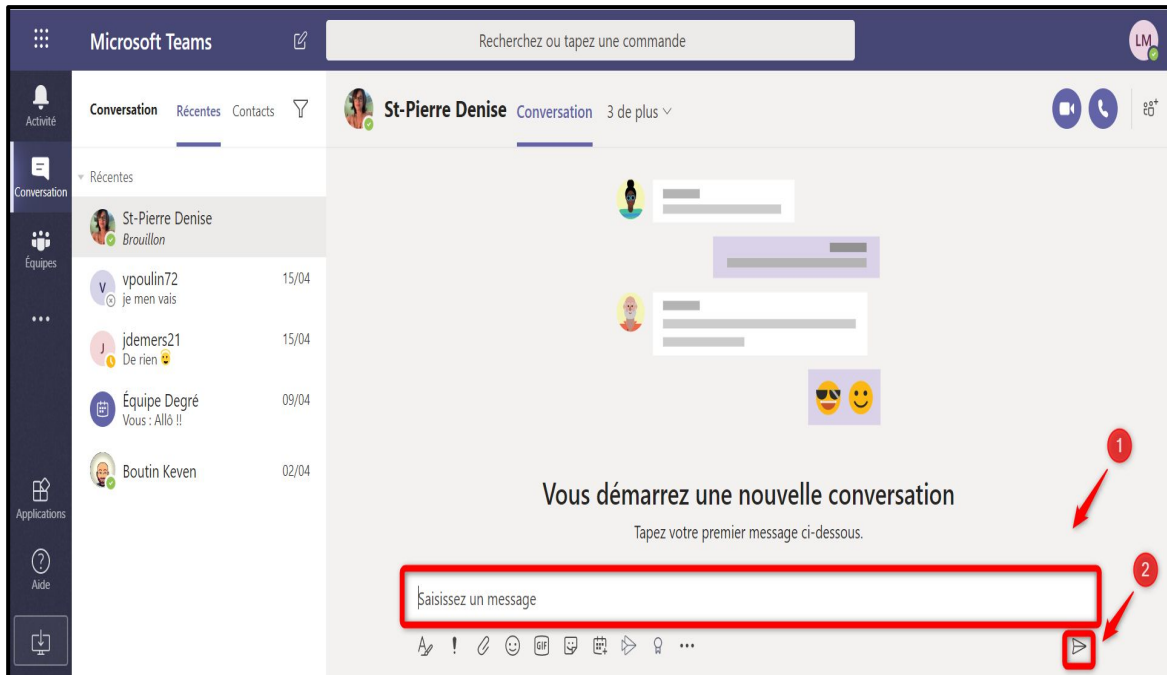 Microsoft Teams
Recherchez ou tapez une commande
LM
Activité
Conversation
Équipes
Applications
Aide
Conversation Récentes Contacts
Récentes
St-Pierre Denise
Brouillon
V
vpoulin72 15/04
je men vais
J
jdemers21 15/04
De rien
Équipe Degré 09/04
Vous : Allô !!
Boutin Keven 02/04
St-Pierre Denise Conversation 3 de plus
1
Vous démarrez une nouvelle conversation
Tapez votre premier message ci-dessous.
2
Saisissez un message
GIF